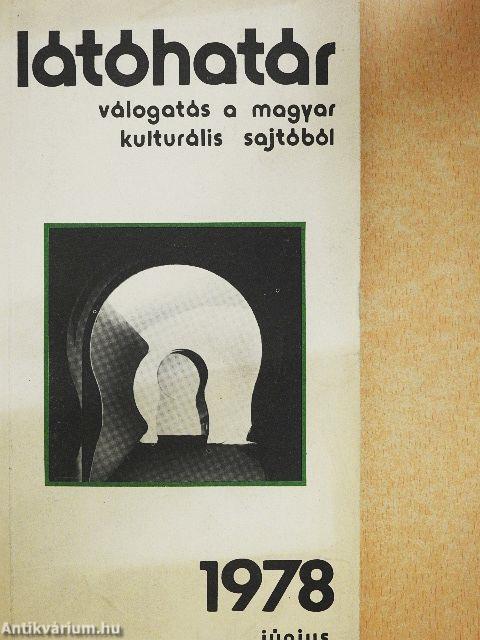 látóhatár
válogatás a magyar
kulturális sajtóból
1978
június
Antikvárium.hu